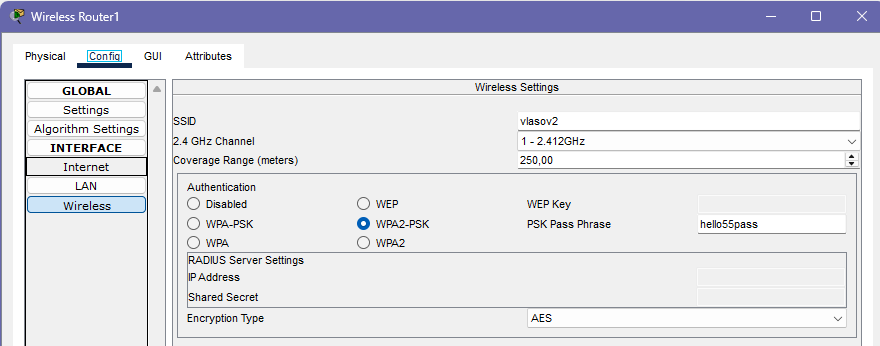 Wireless Router1
Physical Config GUI Attributes
GLOBAL
Settings
Algorithm Settings
INTERFACE
Internet
LAN
Wireless
Wireless Settings
SSID vlasov2
2.4 GHz Channel 1 - 2.412GHz
Coverage Range (meters) 250,00
Authentication
Disabled WEP WEP Key
WPA-PSK WPA2-PSK PSK Pass Phrase hello55pass
WPA WPA2
RADIUS Server Settings
IP Address
Shared Secret
Encryption Type AES